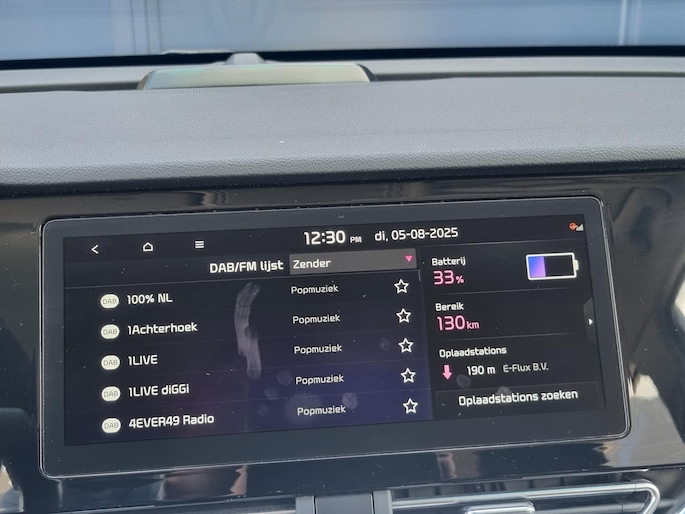 12:30 PM di, 05-08-2025
DAB/FM lijst Zender
DAB 100% NL Popmuziek
DAB 1Achterhoek Popmuziek
DAB 1LIVE Popmuziek
DAB 1LIVE diGGi Popmuziek
DAB 4EVER49 Radio Popmuziek
Batterij
33%
Bereik
130km
Oplaadstations
190 m E-Flux B.V.
Oplaadstations zoeken